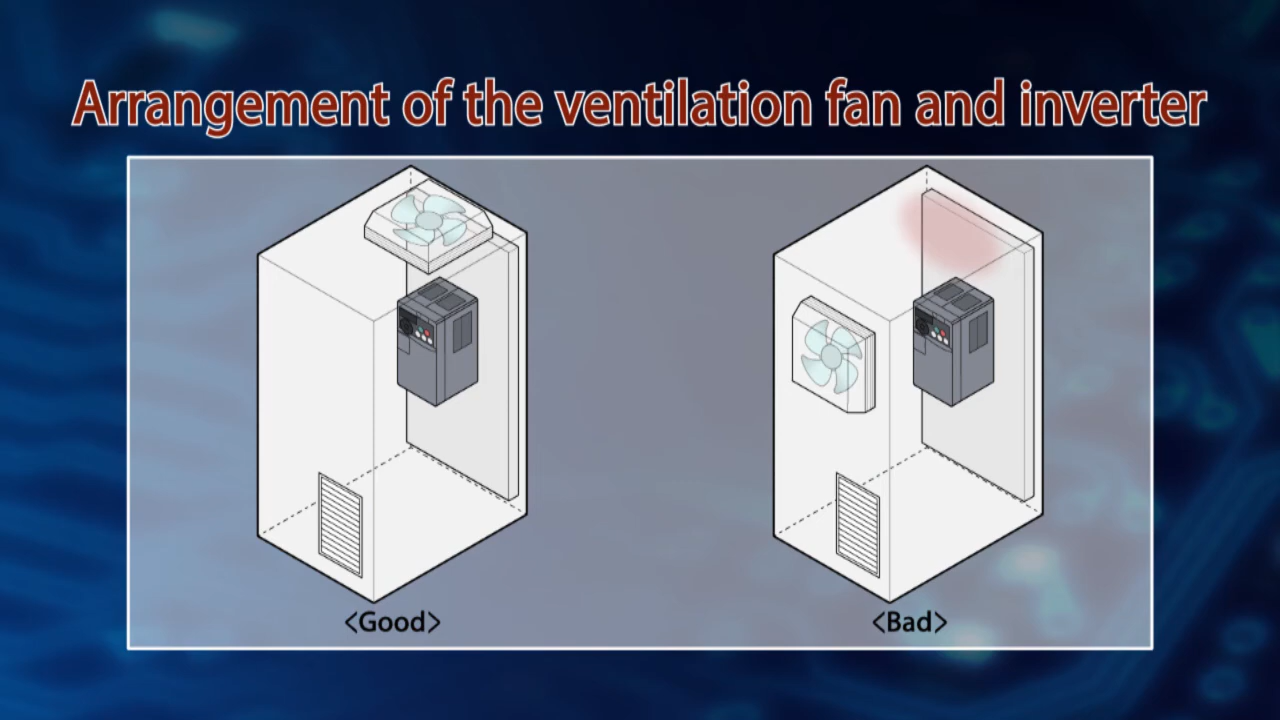 Arrangement of the ventilation fan and inverter
<Good>
<Bad>